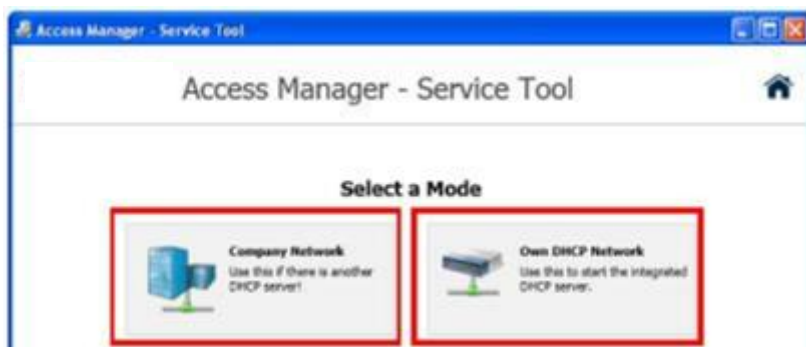 Access Manager - Service Tool
Access Manager - Service Tool
Select a Mode
Company Network
Use this if there is another
DHCP server!
Own DHCP Network
Use this to start the integrated
DHCP server.